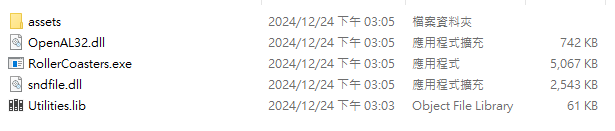 assets 2024/12/24 下午 03:05 檔案資料夾
OpenAL32.dll 2024/12/24 下午 03:05 應用程式擴充 742 KB
RollerCoasters.exe 2024/12/24 下午 03:05 應用程式 5,067 KB
sndfile.dll 2024/12/24 下午 03:05 應用程式擴充 2,543 KB
Utilities.lib 2024/12/24 下午 03:03 Object File Library 61 KB